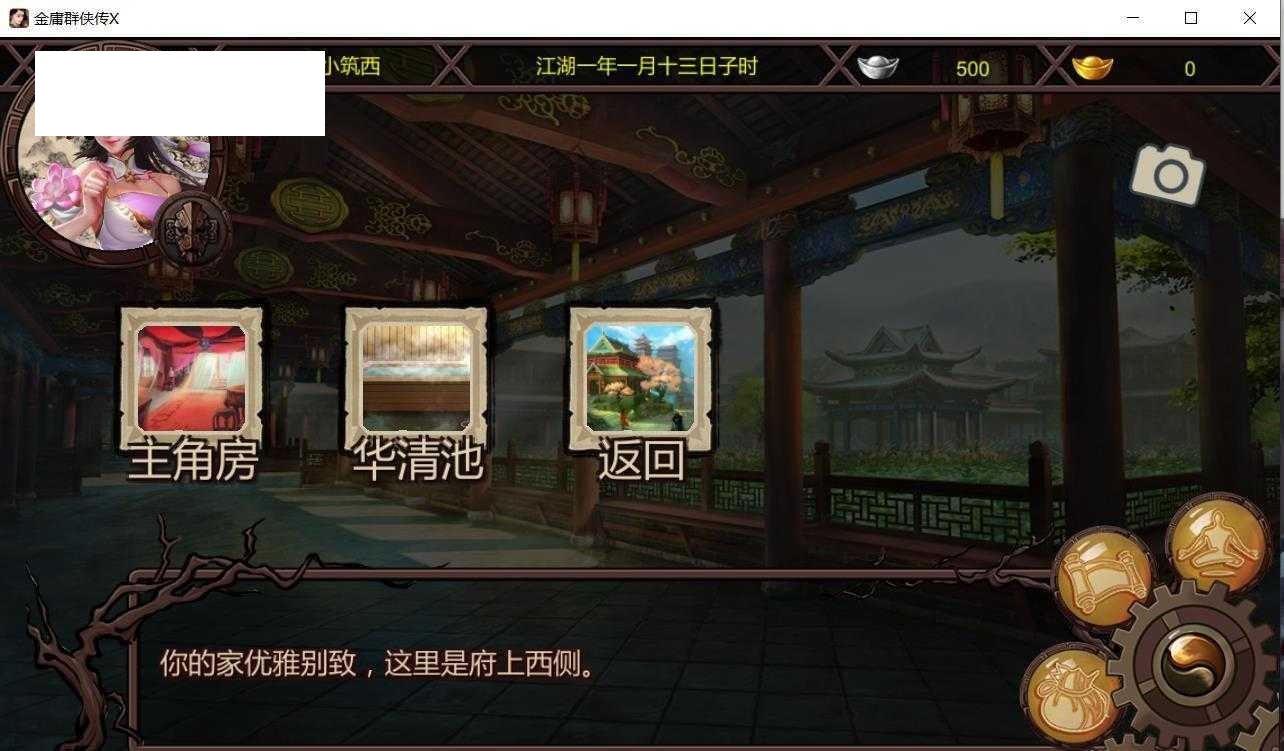 金庸群侠传X
小筑西
江湖一年一月十三日子时
500
0
主角房
华清池
返回
你的家优雅别致，这里是府上西侧。